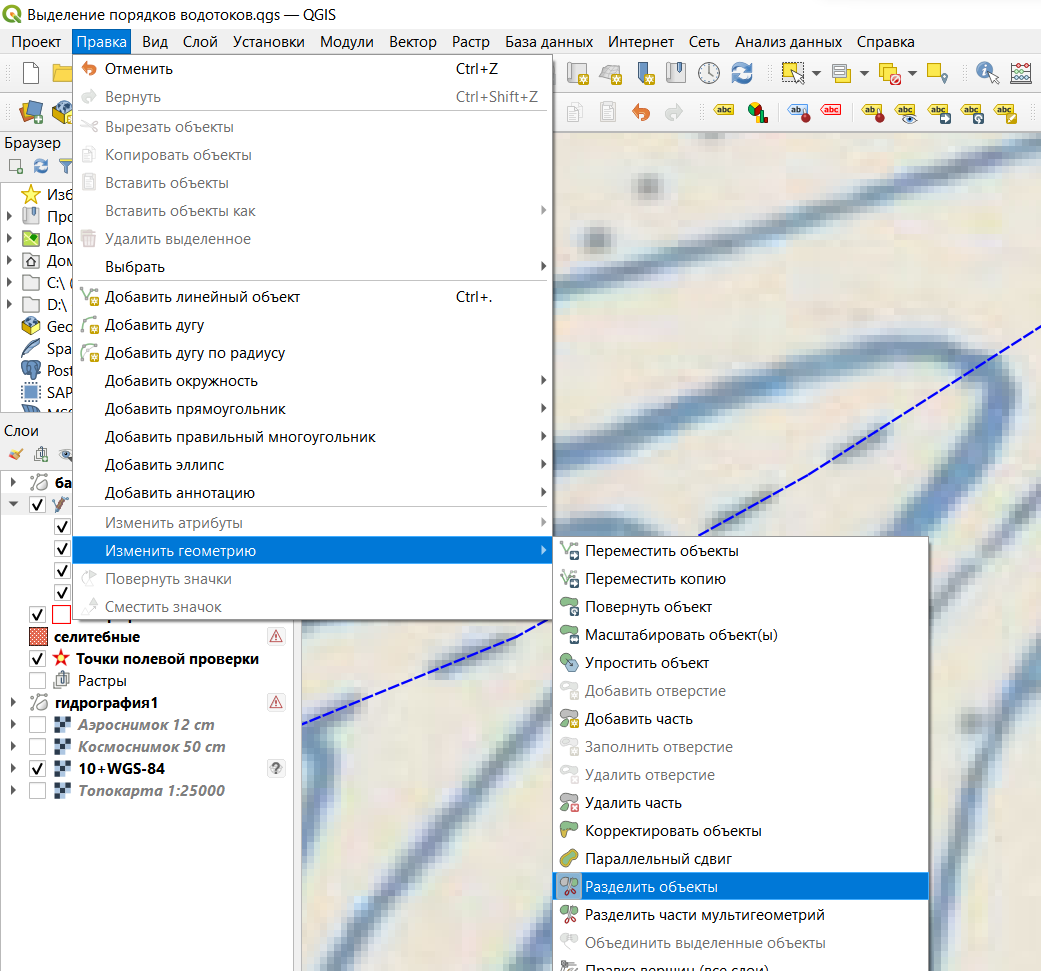 Выделение порядков водотоков.qgs — QGIS
Проект Правка Вид Слой Установки Модули Вектор Растр База данных Интернет Сеть Анализ данных Справка
Отменить Ctrl+Z
Вернуть Ctrl+Shift+Z
Вырезать объекты
Копировать объекты
Вставить объекты
Вставить объекты как
Удалить выделенное
Выбрать
Добавить линейный объект Ctrl+.
Добавить дугу
Добавить дугу по радиусу
Добавить окружность
Добавить прямоугольник
Добавить правильный многоугольник
Добавить эллипс
Добавить аннотацию
Изменить атрибуты
Изменить геометрию
Повернуть значки
Сместить значок
Переместить объекты
Переместить копию
Повернуть объект
Масштабировать объект(ы)
Упростить объект
Добавить отверстие
Добавить часть
Заполнить отверстие
Удалить отверстие
Удалить часть
Корректировать объекты
Параллельный сдвиг
Разделить объекты
Разделить части мультигеометрий
Объединить выделенные объекты
Правка вершин (все слои)
abc abc abc abc abc abc
Браузер
Изб
Про
Дом
Дом
C:\ (
D:\
Geo
Spa
Post
SAP
Слои
ба
селитебные
Точки полевой проверки
Растры
гидрография1
Аэроснимок 12 cm
Космоснимок 50 cm
10+WGS-84
Топокарта 1:25000